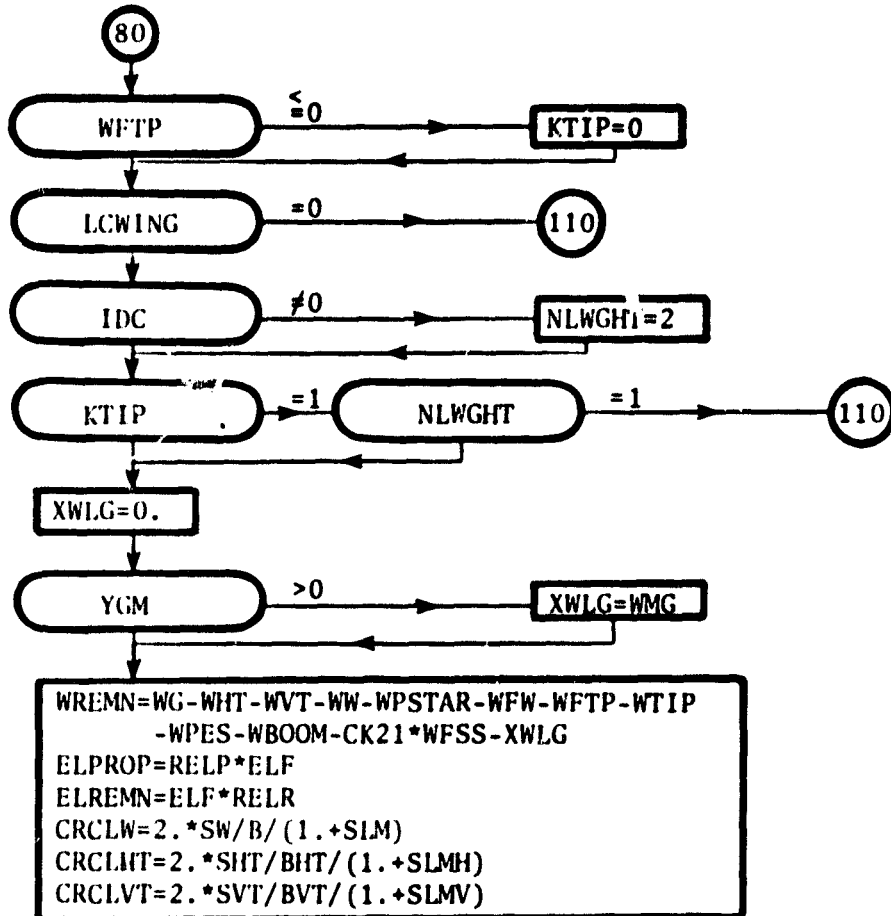 80
WFTP ≤0 KTIP=0
LCWING =0 110
IDC ≠0 NLWGHT=2
KTIP =1 NLWGHT =1 110
XWLG=0.
YGM >0 XWLG=WMG
WREMN=WG-WHT-WVT-WW-WPSTAR-WFW-WFTP-WTIP
-WPES-WBOOM-CK21*WFSS-XWLG
ELPROP=RELP*ELF
ELREMN=ELF*RELR
CRCLW=2.*SW/B/(1.+SLM)
CRCLHT=2.*SHT/BHT/(1.+SLMH)
CRCLVT=2.*SVT/BVT/(1.+SLMV)